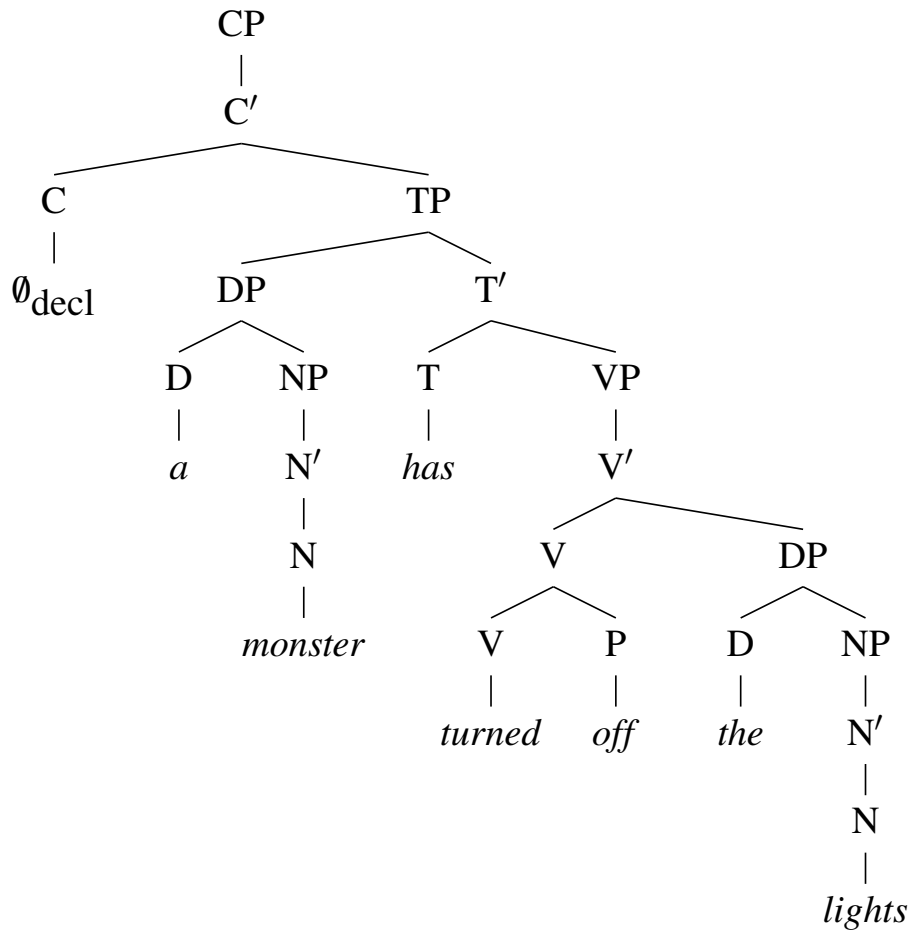 CP
C′
C TP
∅decl DP T′
D NP T VP
a N′ has V′
N V DP
monster V P D NP
turned off the N′
N
lights